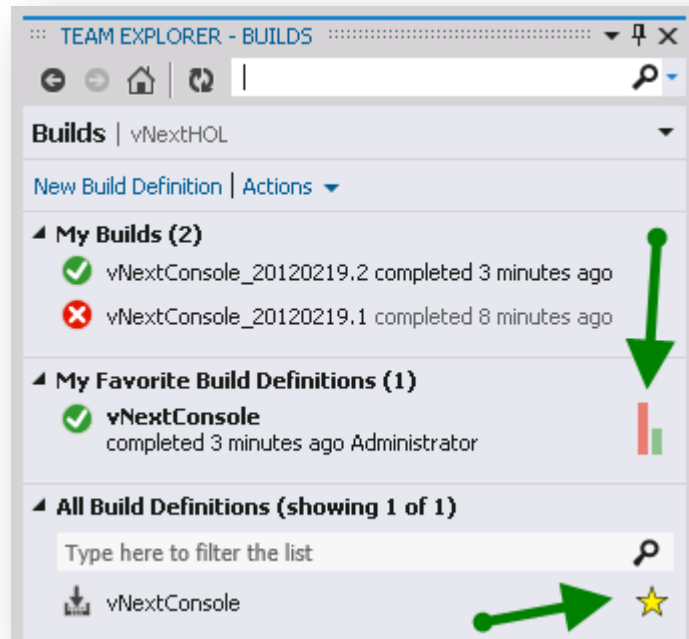 TEAM EXPLORER - BUILDS
Builds | vNextHOL
New Build Definition | Actions
My Builds (2)
vNextConsole_20120219.2 completed 3 minutes ago
vNextConsole_20120219.1 completed 8 minutes ago
My Favorite Build Definitions (1)
vNextConsole
completed 3 minutes ago Administrator
All Build Definitions (showing 1 of 1)
Type here to filter the list
vNextConsole